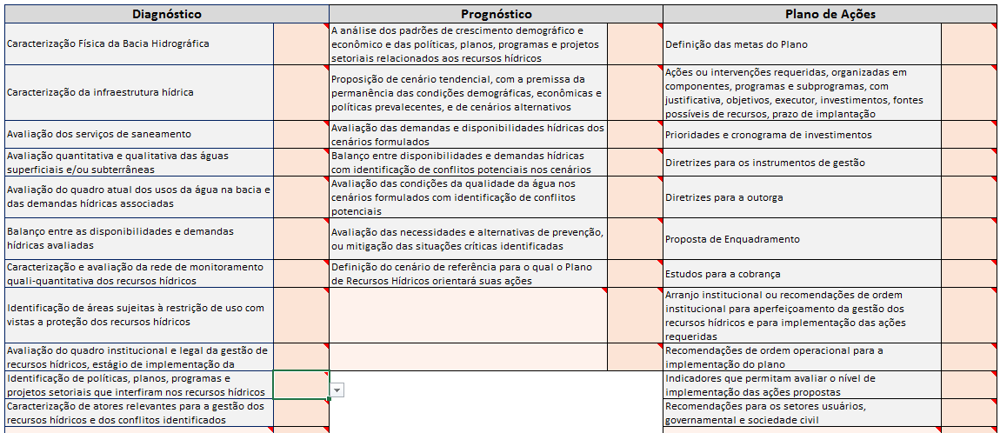 Diagnóstico
Prognóstico
Plano de Ações
Caracterização Física da Bacia Hidrográfica
A análise dos padrões de crescimento demográfico e
econômico e das políticas, planos, programas e projetos
setoriais relacionados aos recursos hídricos
Definição das metas do Plano
Caracterização da infraestrutura hídrica
Proposição de cenário tendencial, com a premissa da
permanência das condições demográficas, econômicas e
políticas prevalecentes, e de cenários alternativos
Ações ou intervenções requeridas, organizadas em
componentes, programas e subprogramas, com
justificativa, objetivos, executor, investimentos, fontes
possíveis de recursos, prazo de implantação
Avaliação dos serviços de saneamento
Avaliação das demandas e disponibilidades hídricas dos
cenários formulados
Prioridades e cronograma de investimentos
Avaliação quantitativa e qualitativa das águas
superficiais e/ou subterrâneas
Balanço entre disponibilidades e demandas hídricas
com identificação de conflitos potenciais nos cenários
Diretrizes para os instrumentos de gestão
Avaliação do quadro atual dos usos da água na bacia e
das demandas hídricas associadas
Avaliação das condições da qualidade da água nos
cenários formulados com identificação de conflitos
potenciais
Diretrizes para a outorga
Balanço entre as disponibilidades e demandas
hídricas avaliadas
Avaliação das necessidades e alternativas de prevenção,
ou mitigação das situações críticas identificadas
Proposta de Enquadramento
Caracterização e avaliação da rede de monitoramento
quali-quantitativa dos recursos hídricos
Definição do cenário de referência para o qual o Plano
de Recursos Hídricos orientará suas ações
Estudos para a cobrança
Identificação de áreas sujeitas à restrição de uso com
vistas a proteção dos recursos hídricos
Arranjo institucional ou recomendações de ordem
institucional para aperfeiçoamento da gestão dos
recursos hídricos e para implementação das ações
requeridas
Avaliação do quadro institucional e legal da gestão de
recursos hídricos, estágio de implementação da
Recomendações de ordem operacional para a
implementação do plano
Identificação de políticas, planos, programas e
projetos setoriais que interfiram nos recursos hídricos
Indicadores que permitam avaliar o nível de
implementação das ações propostas
Caracterização de atores relevantes para a gestão dos
recursos hídricos e dos conflitos identificados
Recomendações para os setores usuários,
governamental e sociedade civil